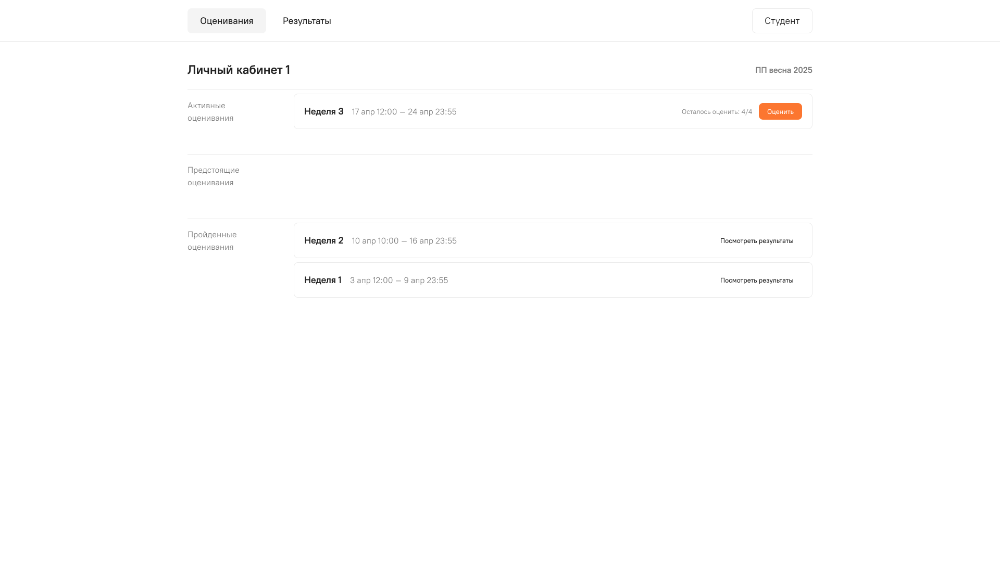 Оценивания Результаты Студент
Личный кабинет 1 ПП весна 2025
Активные
оценивания
Неделя 3 17 апр 12:00 — 24 апр 23:55 Осталось оценить: 4/4 Оценить
Предстоящие
оценивания
Пройденные
оценивания
Неделя 2 10 апр 10:00 — 16 апр 23:55 Посмотреть результаты
Неделя 1 3 апр 12:00 — 9 апр 23:55 Посмотреть результаты